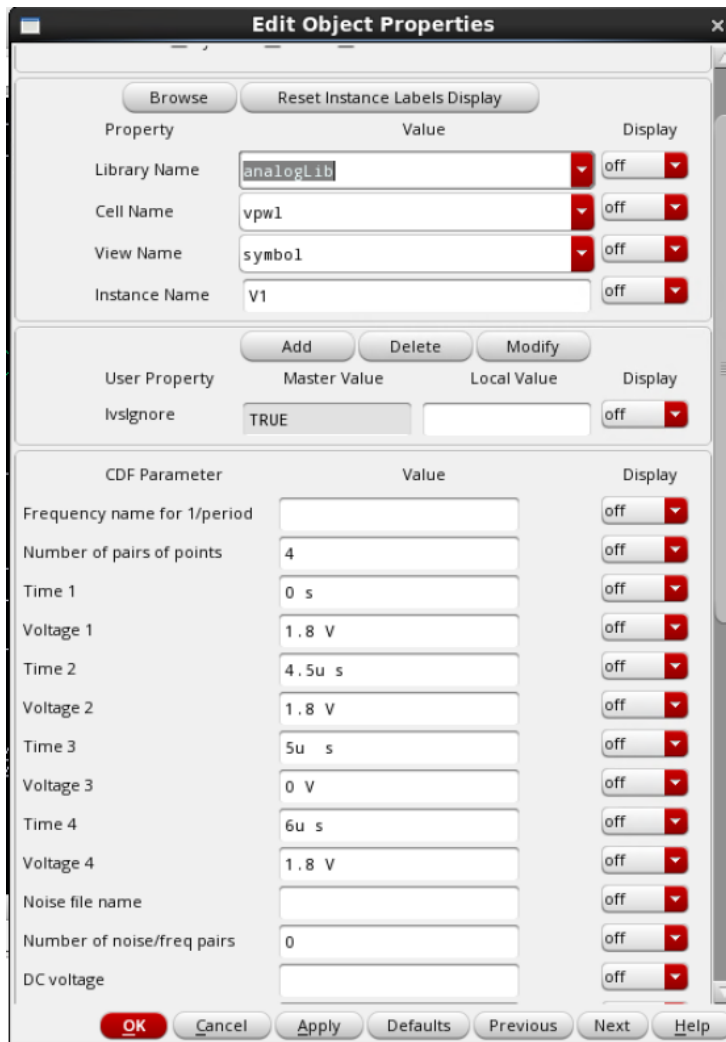 Edit Object Properties
Browse Reset Instance Labels Display
Property Value Display
Library Name analogLib off
Cell Name vpwl off
View Name symbol off
Instance Name V1 off
Add Delete Modify
User Property Master Value Local Value Display
lvsIgnore TRUE off
CDF Parameter Value Display
Frequency name for 1/period off
Number of pairs of points 4 off
Time 1 0 s off
Voltage 1 1.8 V off
Time 2 4.5u s off
Voltage 2 1.8 V off
Time 3 5u  s off
Voltage 3 0 V off
Time 4 6u s off
Voltage 4 1.8 V off
Noise file name off
Number of noise/freq pairs 0 off
DC voltage off
OK Cancel Apply Defaults Previous Next Help